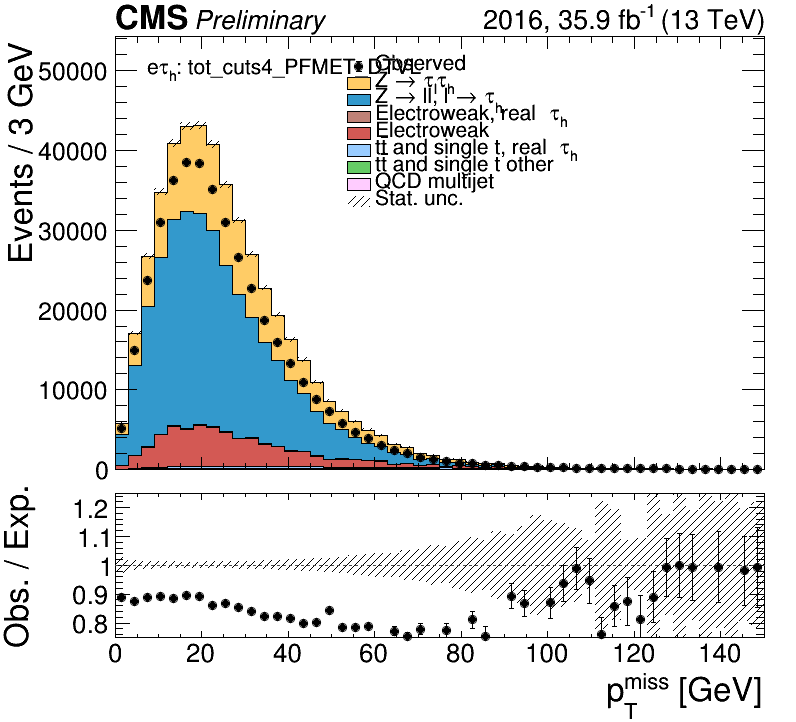 CMS Preliminary 2016, 35.9 fb⁻¹ (13 TeV)
Events / 3 GeV
50000
40000
30000
20000
10000
0
eτh: tot_cuts4_PFMET
Observed
Z → τlτh
Z → ll, l → τh
Electroweak, real τh
Electroweak
tt̄ and single t, real τh
tt̄ and single t other
QCD multijet
Stat. unc.
Obs. / Exp.
1.2
1.1
1
0.9
0.8
0 20 40 60 80 100 120 140
pTmiss [GeV]